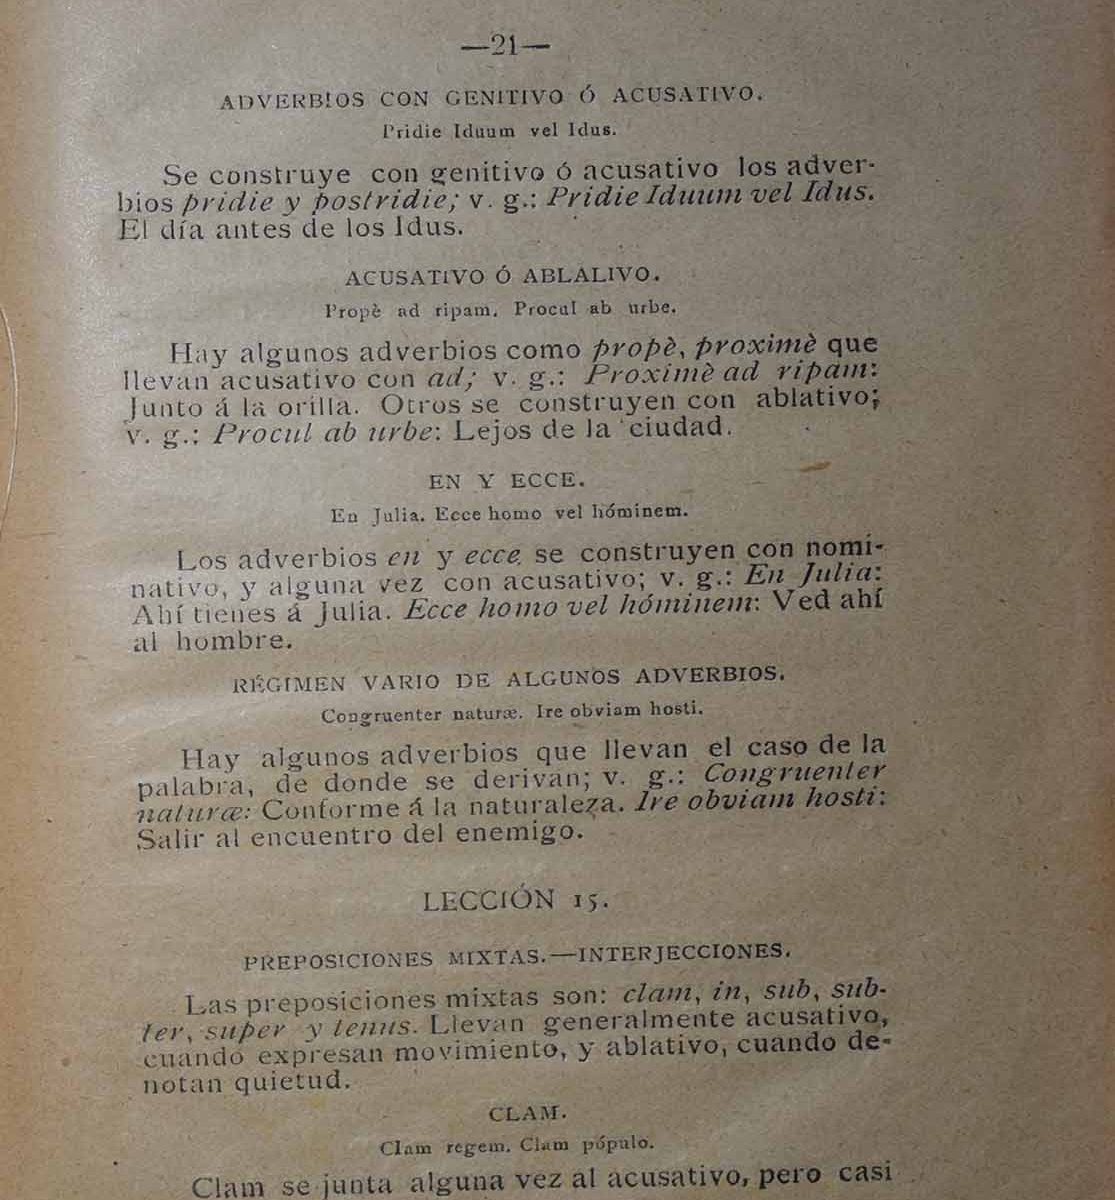 —21—
ADVERBIOS CON GENITIVO Ó ACUSATIVO.
Pridie Iduum vel Idus.
Se construye con genitivo ó acusativo los adver-
bios pridie y postridie; v. g.: Pridie Iduum vel Idus.
El día antes de los Idus.
ACUSATIVO Ó ABLALIVO.
Propè ad ripam. Procul ab urbe.
Hay algunos adverbios como propè, proximè que
llevan acusativo con ad; v. g.: Proximè ad ripam:
Junto á la orilla. Otros se construyen con ablativo;
v. g.: Procul ab urbe: Lejos de la ciudad.
EN Y ECCE.
En Julia. Ecce homo vel hóminem.
Los adverbios en y ecce, se construyen con nomi-
nativo, y alguna vez con acusativo; v. g.: En Julia:
Ahí tienes á Julia. Ecce homo vel hóminem: Ved ahí
al hombre.
RÉGIMEN VARIO DE ALGUNOS ADVERBIOS.
Congruenter naturæ. Ire obviam hosti.
Hay algunos adverbios que llevan el caso de la
palabra, de donde se derivan; v. g.: Congruenter
naturæ: Conforme á la naturaleza. Ire obviam hosti:
Salir al encuentro del enemigo.
LECCIÓN 15.
PREPOSICIONES MIXTAS.—INTERJECCIONES.
Las preposiciones mixtas son: clam, in, sub, sub-
ter, super y tenus. Llevan generalmente acusativo,
cuando expresan movimiento, y ablativo, cuando de-
notan quietud.
CLAM.
Clam regem. Clam pópulo.
Clam se junta alguna vez al acusativo, pero casi